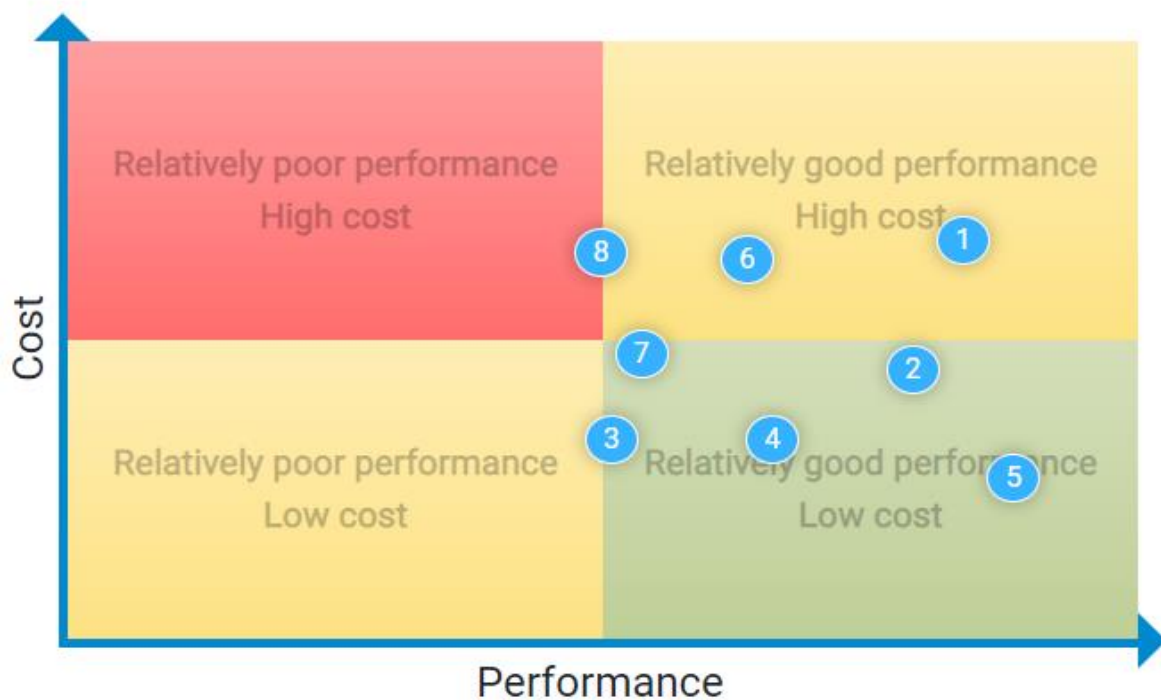 Cost
Relatively poor performance
High cost
Relatively good performance
High cost
8
6
1
7
2
3
4
5
Relatively poor performance
Low cost
Relatively good performance
Low cost
Performance